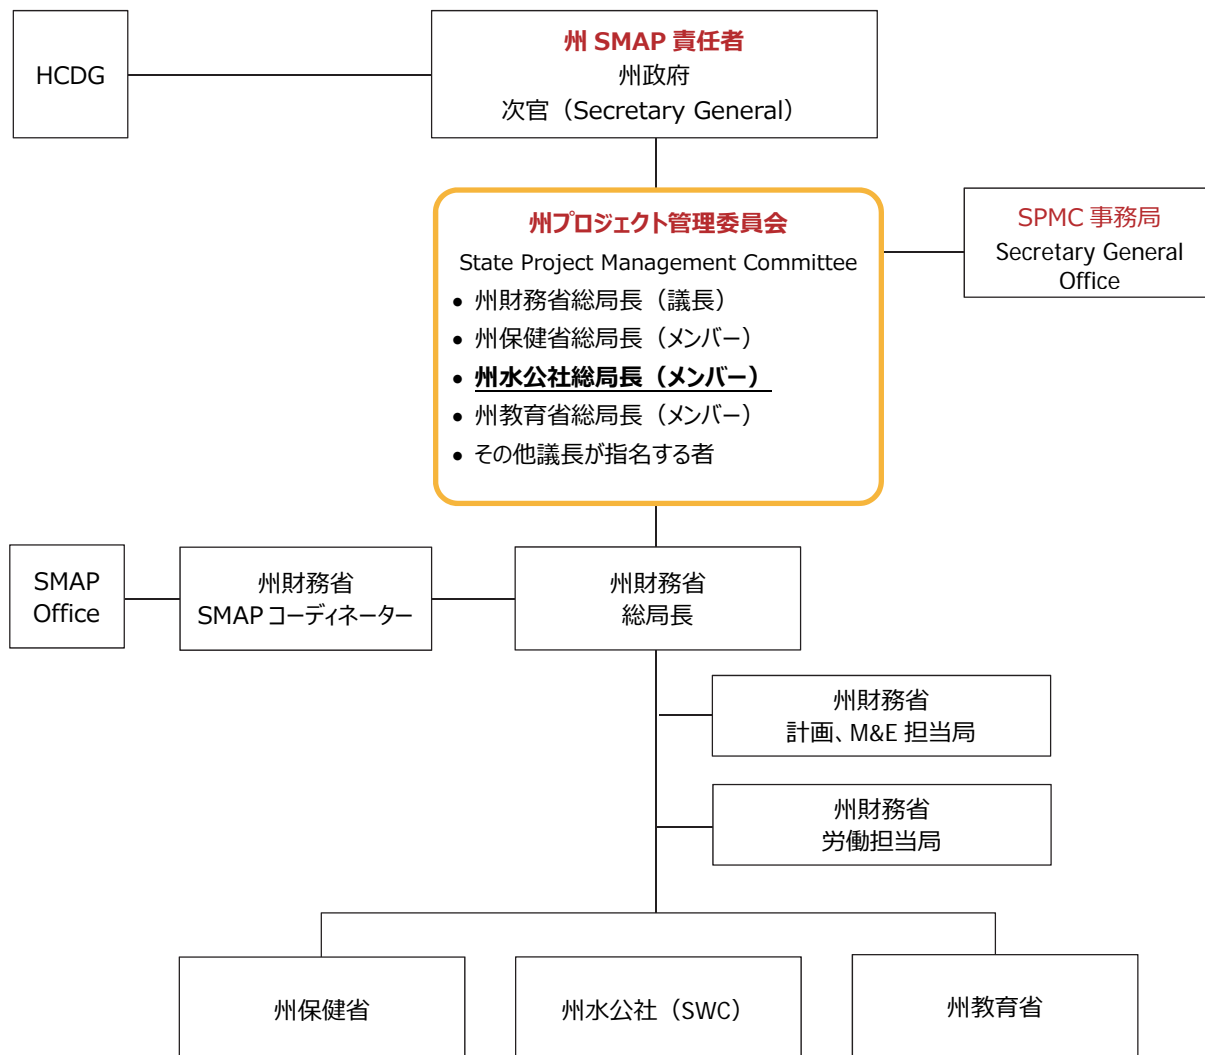 HCDG
州 SMAP 責任者
州政府
次官（Secretary General）
州プロジェクト管理委員会
State Project Management Committee
• 州財務省総局長（議長）
• 州保健省総局長（メンバー）
• 州水公社総局長（メンバー）
• 州教育省総局長（メンバー）
• その他議長が指名する者
SPMC 事務局
Secretary General
Office
SMAP
Office
州財務省
SMAP コーディネーター
州財務省
総局長
州財務省
計画、M&E 担当局
州財務省
労働担当局
州保健省
州水公社（SWC）
州教育省